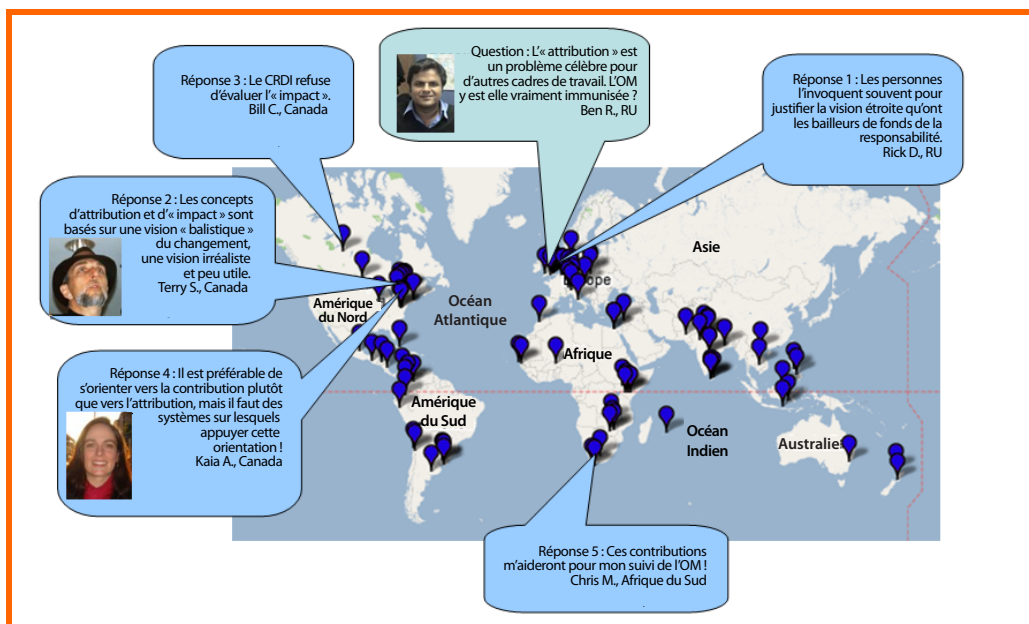 Question : L'« attribution » est
un problème célèbre pour
d'autres cadres de travail. L'OM
y est elle vraiment immunisée ?
Ben R., RU
Réponse 1 : Les personnes
l'invoquent souvent pour
justifier la vision étroite qu'ont
les bailleurs de fonds de la
responsabilité.
Rick D., RU
Réponse 3 : Le CRDI refuse
d'évaluer l'« impact ».
Bill C., Canada
Réponse 2 : Les concepts
d'attribution et d'« impact » sont
basés sur une vision « balistique »
du changement,
une vision irréaliste
et peu utile.
Terry S., Canada
Réponse 4 : Il est préférable de
s'orienter vers la contribution plutôt
que vers l'attribution, mais il faut des
systèmes sur lesquels
appuyer cette
orientation !
Kaia A., Canada
Réponse 5 : Ces contributions
m'aideront pour mon suivi de l'OM !
Chris M., Afrique du Sud
Asie
Europe
Amérique
du Nord
Océan
Atlantique
Afrique
Amérique
du Sud
Océan
Indien
Australie